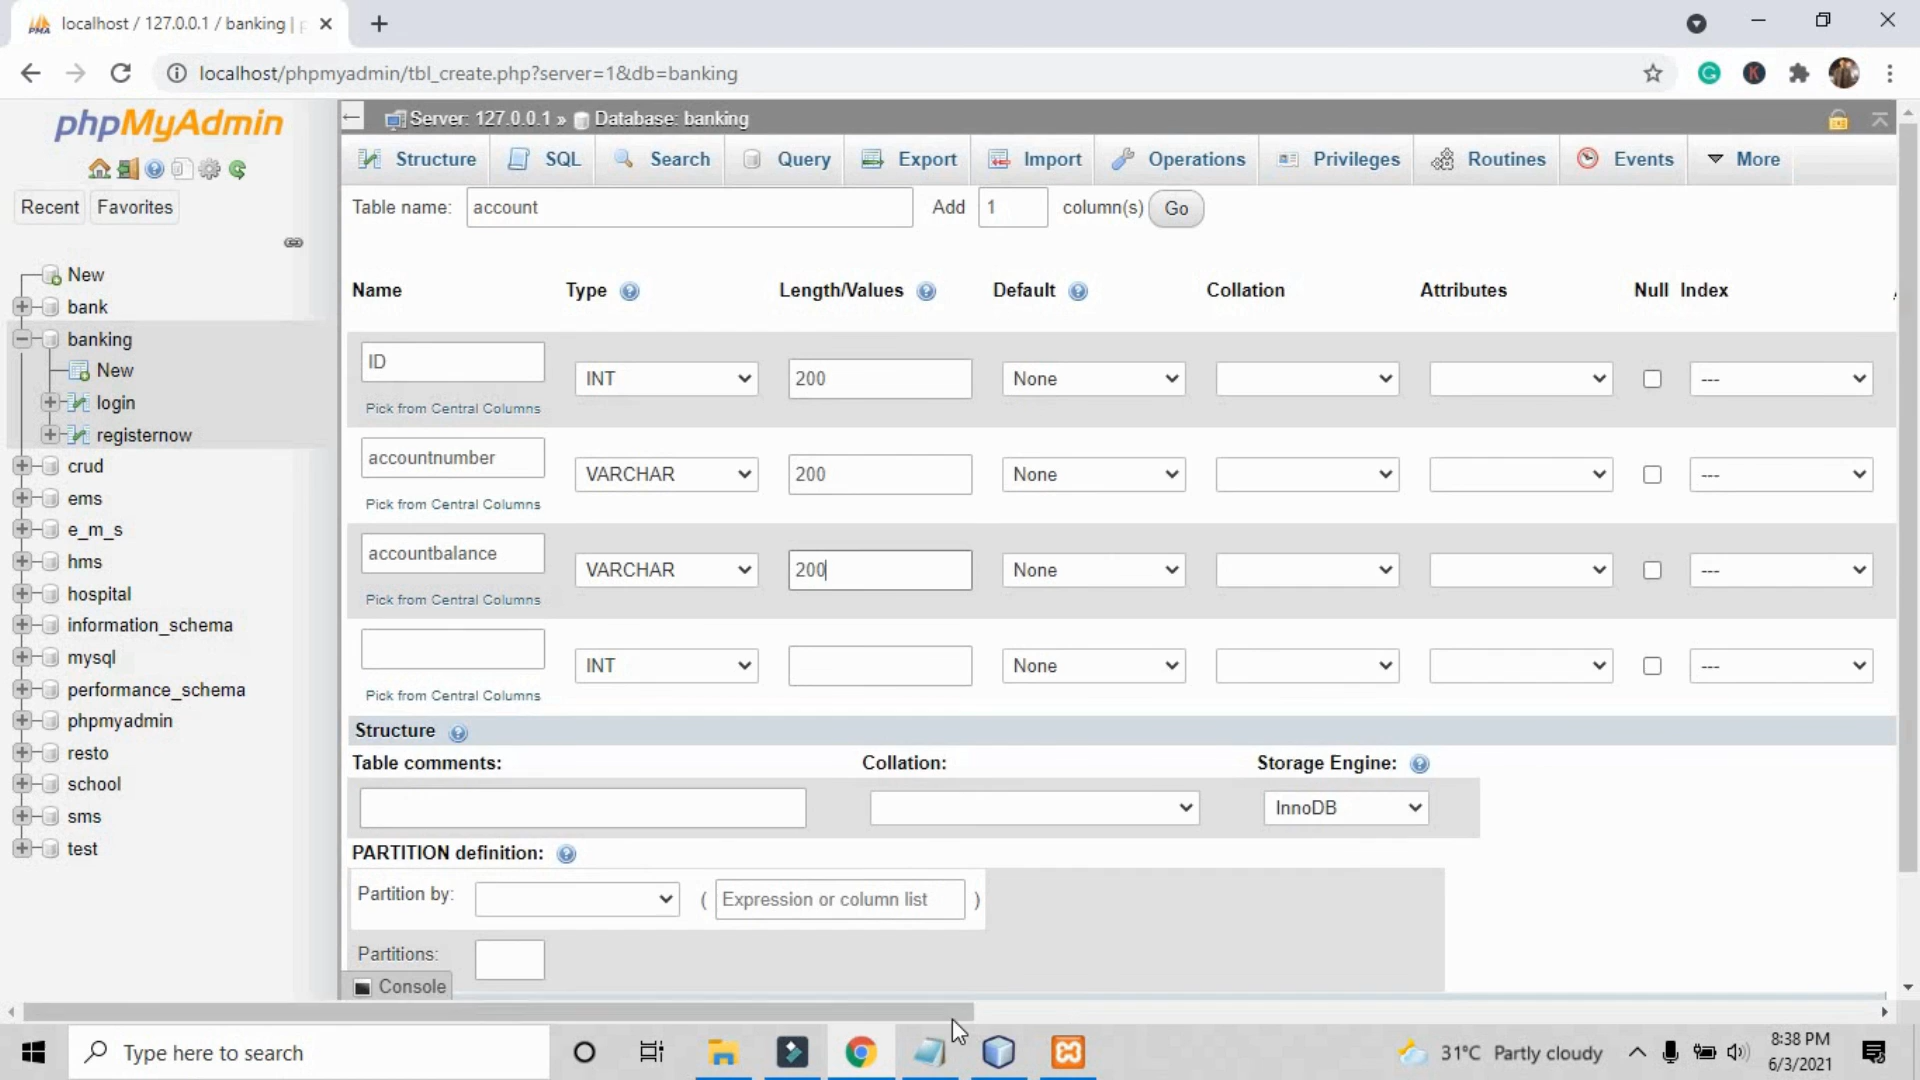 localhost / 127.0.0.1 / banking |
localhost/phpmyadmin/tbl_create.php?server=1&db=banking
phpMyAdmin
Recent Favorites
New
bank
banking
New
login
registernow
crud
ems
e_m_s
hms
hospital
information_schema
mysql
performance_schema
phpmyadmin
resto
school
sms
test
Server: 127.0.0.1 » Database: banking
Structure SQL Search Query Export Import Operations Privileges Routines Events More
Table name: account Add 1 column(s) Go
Name Type Length/Values Default Collation Attributes Null Index
ID INT 200 None ---
Pick from Central Columns
accountnumber VARCHAR 200 None ---
Pick from Central Columns
accountbalance VARCHAR 200 None ---
Pick from Central Columns
INT None ---
Pick from Central Columns
Structure
Table comments: Collation: Storage Engine:
InnoDB
PARTITION definition:
Partition by: ( Expression or column list )
Partitions:
Console
Type here to search
31°C Partly cloudy
8:38 PM
6/3/2021